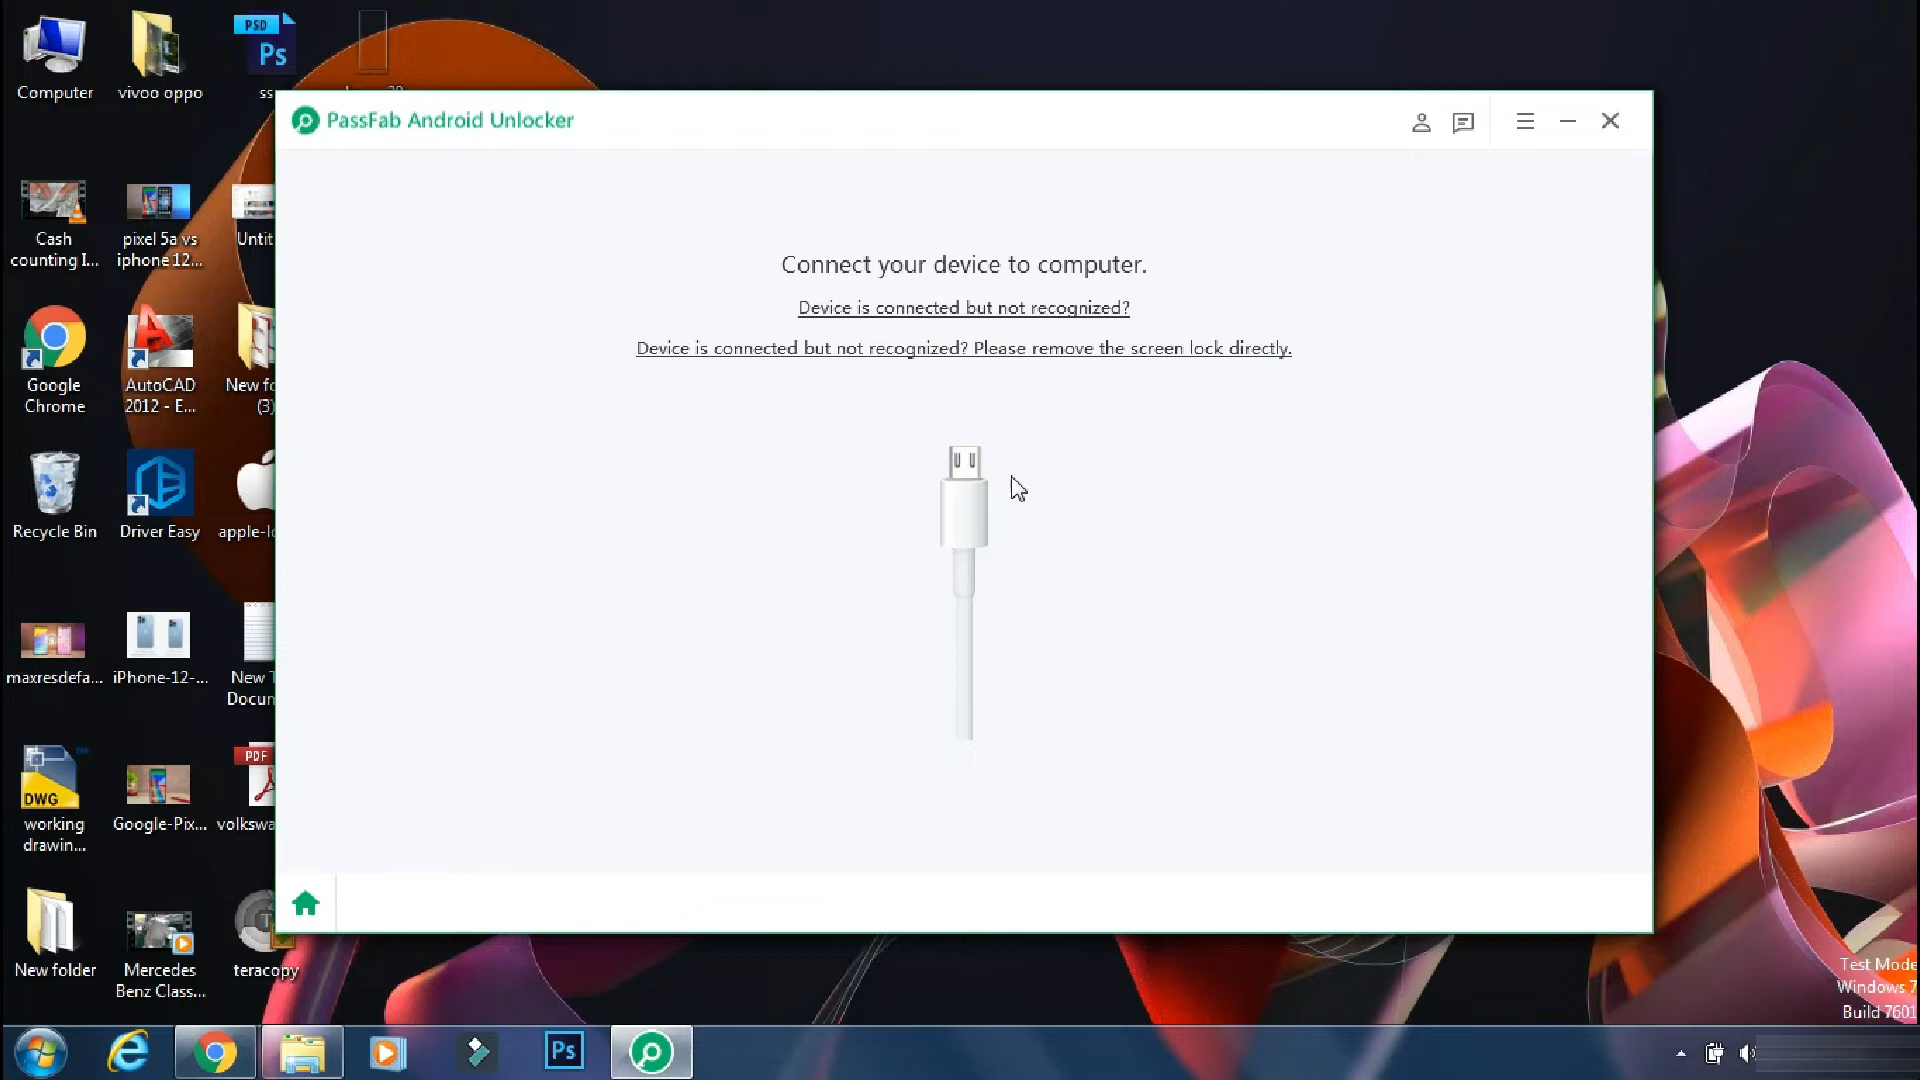 Computer
vivoo oppo
PSD
Ps
ss
PassFab Android Unlocker
Connect your device to computer.
Device is connected but not recognized?
Device is connected but not recognized? Please remove the screen lock directly.
Cash
counting I...
pixel 5a vs
iphone 12...
Untit
Google
Chrome
AutoCAD
2012 - E...
New fo
(3)
Recycle Bin
Driver Easy
apple-lo
maxresdefa...
iPhone-12-...
New T
Docum
DWG
working
drawin...
Google-Pix...
PDF
volkswa
New folder
Mercedes
Benz Class...
teracopy
Test Mode
Windows 7
Build 7601
Ps